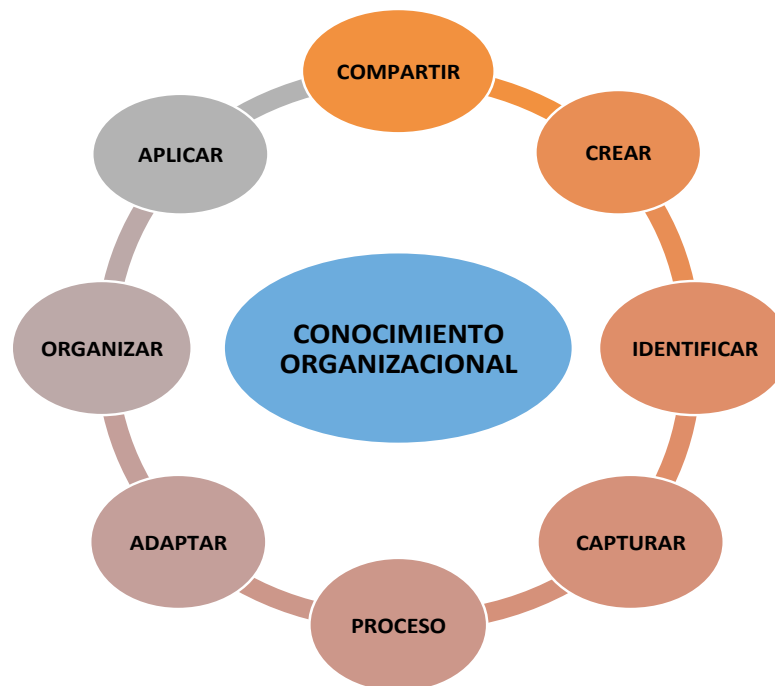 COMPARTIR
CREAR
IDENTIFICAR
CAPTURAR
PROCESO
ADAPTAR
ORGANIZAR
APLICAR
CONOCIMIENTO
ORGANIZACIONAL